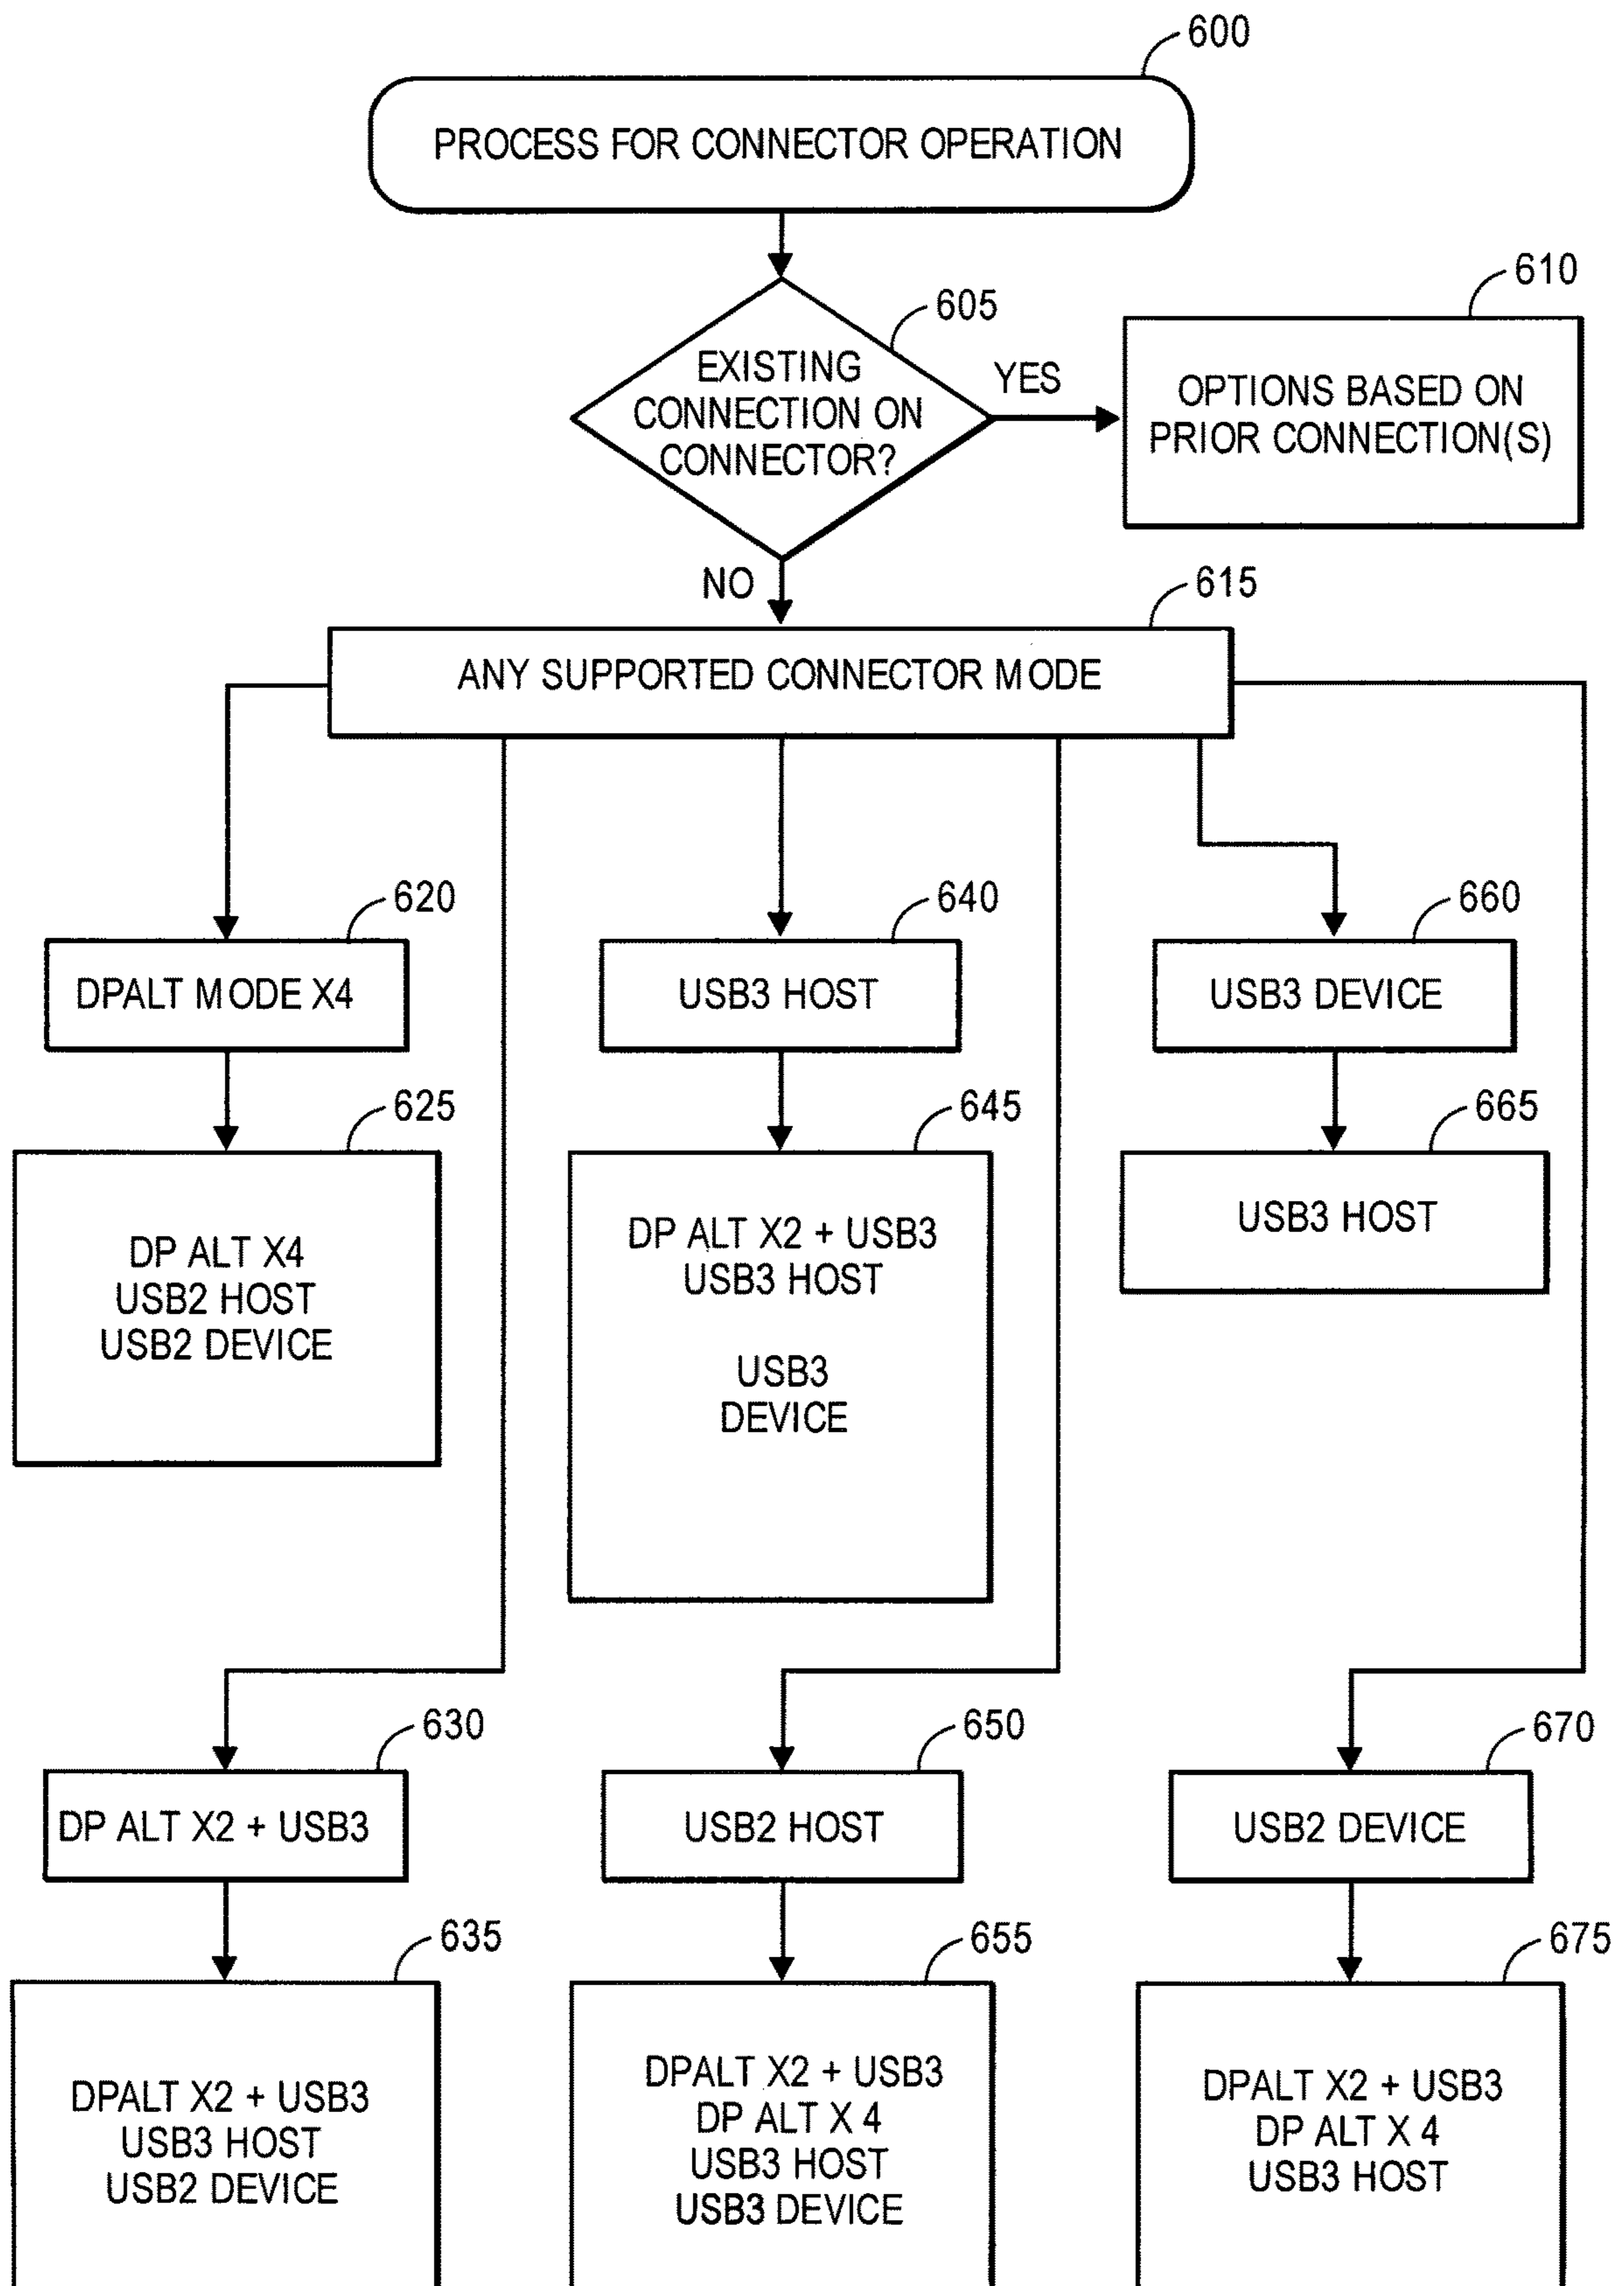 600
PROCESS FOR CONNECTOR OPERATION
605
610
EXISTING
CONNECTION ON
CONNECTOR?
YES
OPTIONS BASED ON
PRIOR CONNECTION(S)
NO
615
ANY SUPPORTED CONNECTOR MODE
620
640
660
DPALT MODE X4
USB3 HOST
USB3 DEVICE
625
645
665
DP ALT X4
USB2 HOST
USB2 DEVICE
DP ALT X2 + USB3
USB3 HOST
USB3
DEVICE
USB3 HOST
630
650
670
DP ALT X2 + USB3
USB2 HOST
USB2 DEVICE
635
655
675
DPALT X2 + USB3
USB3 HOST
USB2 DEVICE
DPALT X2 + USB3
DP ALT X 4
USB3 HOST
USB3 DEVICE
DPALT X2 + USB3
DP ALT X 4
USB3 HOST